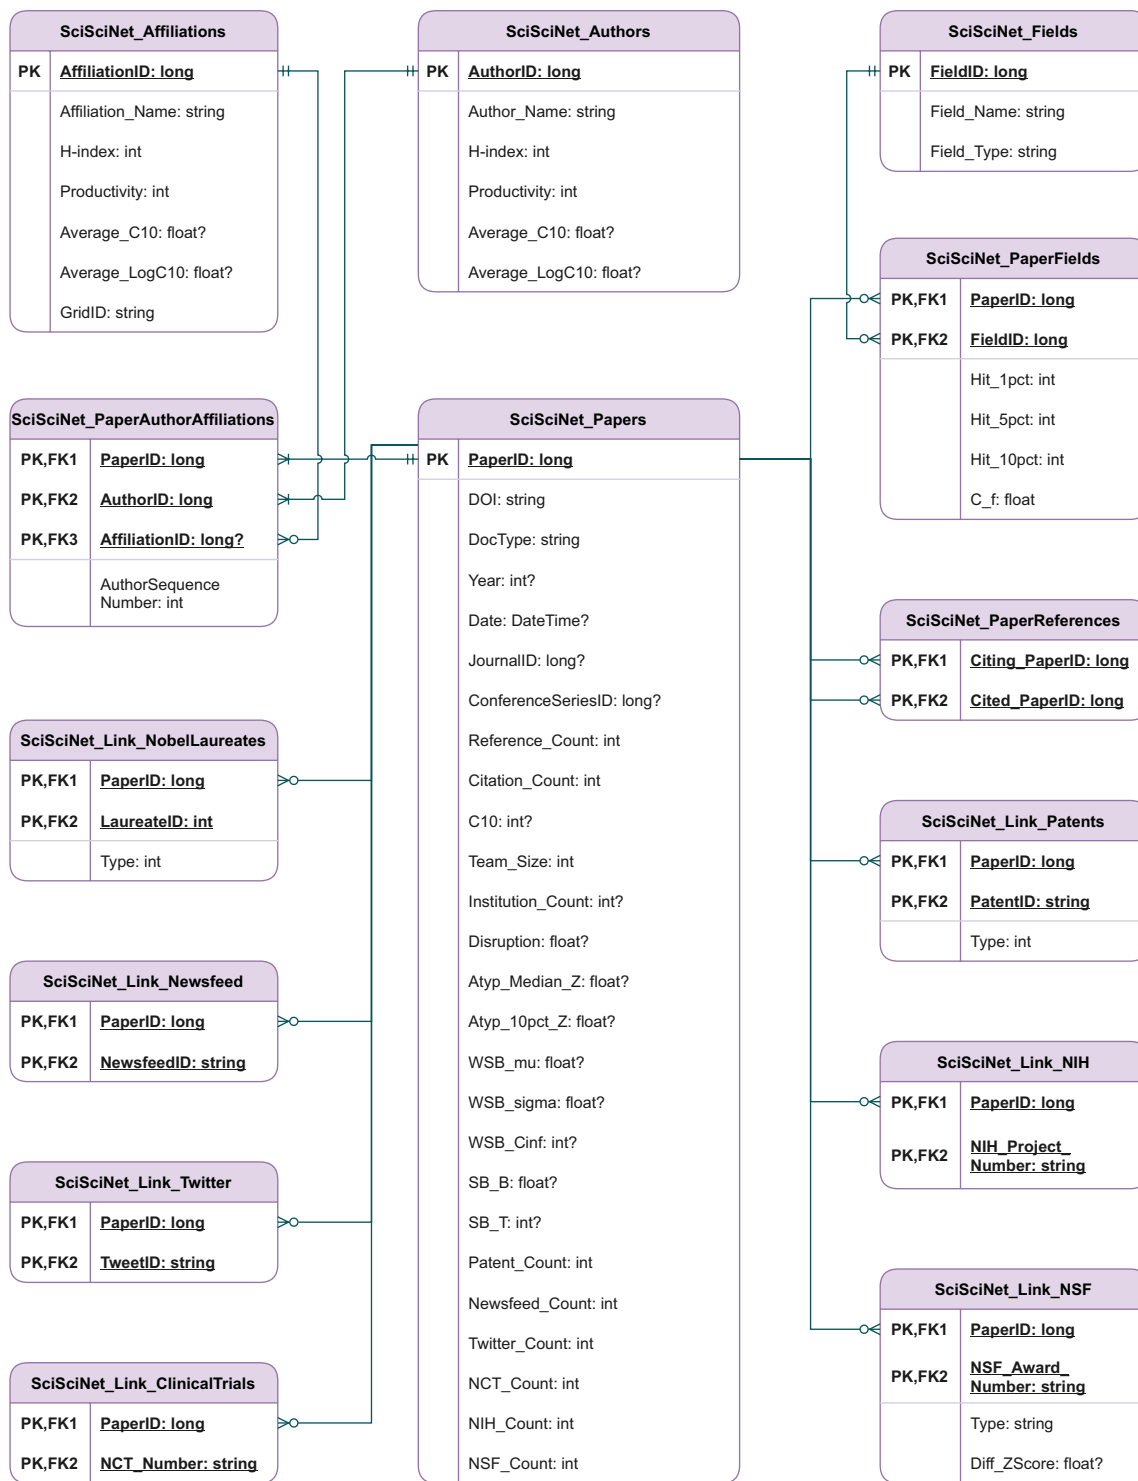 SciSciNet_Affiliations
PK AffiliationID: long
Affiliation_Name: string
H-index: int
Productivity: int
Average_C10: float?
Average_LogC10: float?
GridID: string
SciSciNet_Authors
PK AuthorID: long
Author_Name: string
H-index: int
Productivity: int
Average_C10: float?
Average_LogC10: float?
SciSciNet_Fields
PK FieldID: long
Field_Name: string
Field_Type: string
SciSciNet_PaperFields
PK,FK1 PaperID: long
PK,FK2 FieldID: long
Hit_1pct: int
Hit_5pct: int
Hit_10pct: int
C_f: float
SciSciNet_PaperAuthorAffiliations
PK,FK1 PaperID: long
PK,FK2 AuthorID: long
PK,FK3 AffiliationID: long?
AuthorSequence
Number: int
SciSciNet_Papers
PK PaperID: long
DOI: string
DocType: string
Year: int?
Date: DateTime?
JournalID: long?
ConferenceSeriesID: long?
Reference_Count: int
Citation_Count: int
C10: int?
Team_Size: int
Institution_Count: int?
Disruption: float?
Atyp_Median_Z: float?
Atyp_10pct_Z: float?
WSB_mu: float?
WSB_sigma: float?
WSB_Cinf: int?
SB_B: float?
SB_T: int?
Patent_Count: int
Newsfeed_Count: int
Twitter_Count: int
NCT_Count: int
NIH_Count: int
NSF_Count: int
SciSciNet_PaperReferences
PK,FK1 Citing_PaperID: long
PK,FK2 Cited_PaperID: long
SciSciNet_Link_NobelLaureates
PK,FK1 PaperID: long
PK,FK2 LaureateID: int
Type: int
SciSciNet_Link_Patents
PK,FK1 PaperID: long
PK,FK2 PatentID: string
Type: int
SciSciNet_Link_Newsfeed
PK,FK1 PaperID: long
PK,FK2 NewsfeedID: string
SciSciNet_Link_NIH
PK,FK1 PaperID: long
PK,FK2 NIH_Project_
Number: string
SciSciNet_Link_Twitter
PK,FK1 PaperID: long
PK,FK2 TweetID: string
SciSciNet_Link_NSF
PK,FK1 PaperID: long
PK,FK2 NSF_Award_
Number: string
Type: string
Diff_ZScore: float?
SciSciNet_Link_ClinicalTrials
PK,FK1 PaperID: long
PK,FK2 NCT_Number: string